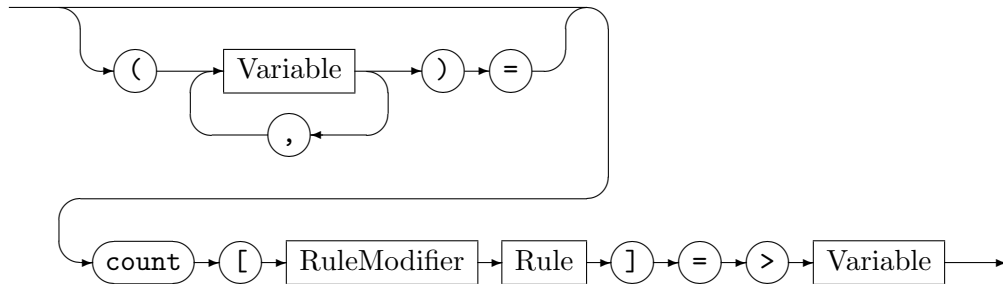 ( Variable ) =
,
count [ RuleModifier Rule ] = > Variable